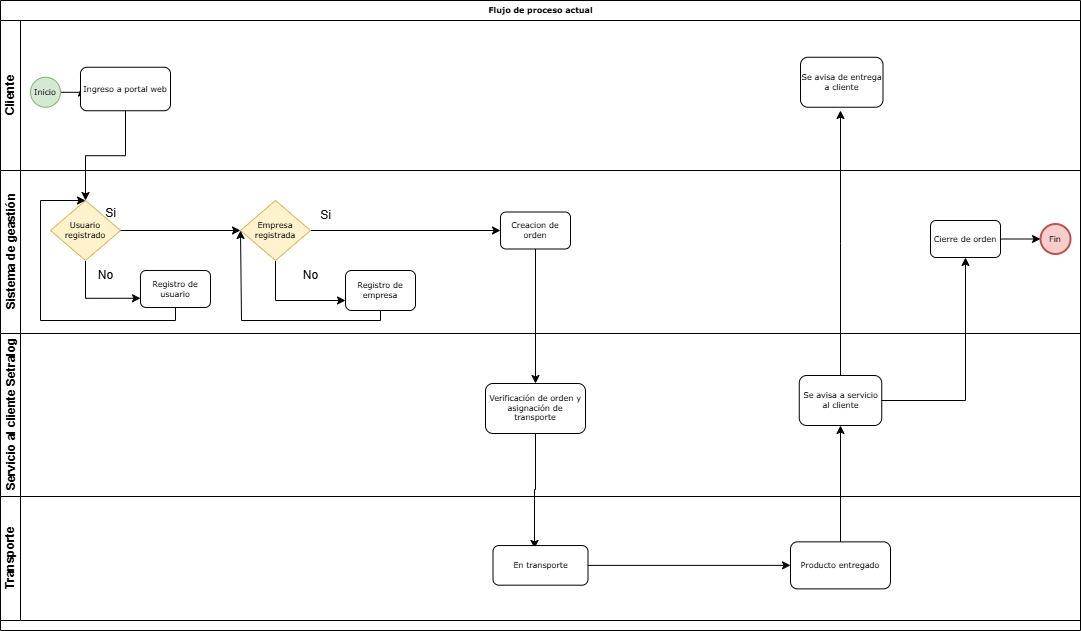 Flujo de proceso actual
Cliente
Inicio
Ingreso a portal web
Se avisa de entrega
a cliente
Sistema de geastión
Usuario
registrado
Si
No
Registro de
usuario
Empresa
registrada
Si
No
Registro de
empresa
Creacion de
orden
Cierre de orden
Fin
Servicio al cliente Setralog
Verificación de orden y
asignación de
transporte
Se avisa a servicio
al cliente
Transporte
En transporte
Producto entregado